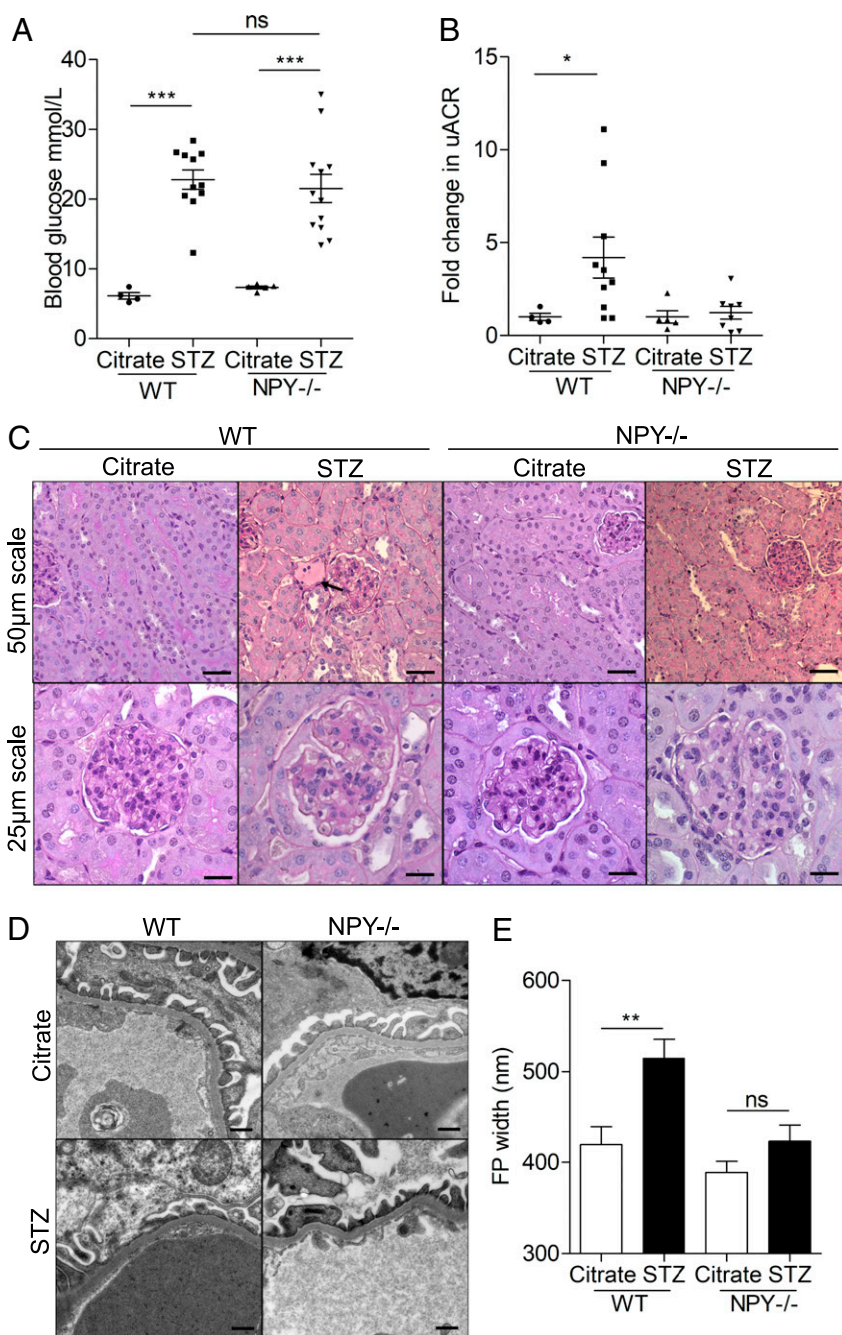 A
ns
***
***
Blood glucose mmol/L
40
30
20
10
0
Citrate STZ
Citrate STZ
WT
NPY-/-
B
*
Fold change in uACR
15
10
5
0
Citrate STZ
Citrate STZ
WT
NPY-/-
C
WT
NPY-/-
Citrate
STZ
Citrate
STZ
50µm scale
25µm scale
D
WT
NPY-/-
Citrate
STZ
E
**
ns
FP width (nm)
600
500
400
300
Citrate STZ
Citrate STZ
WT
NPY-/-